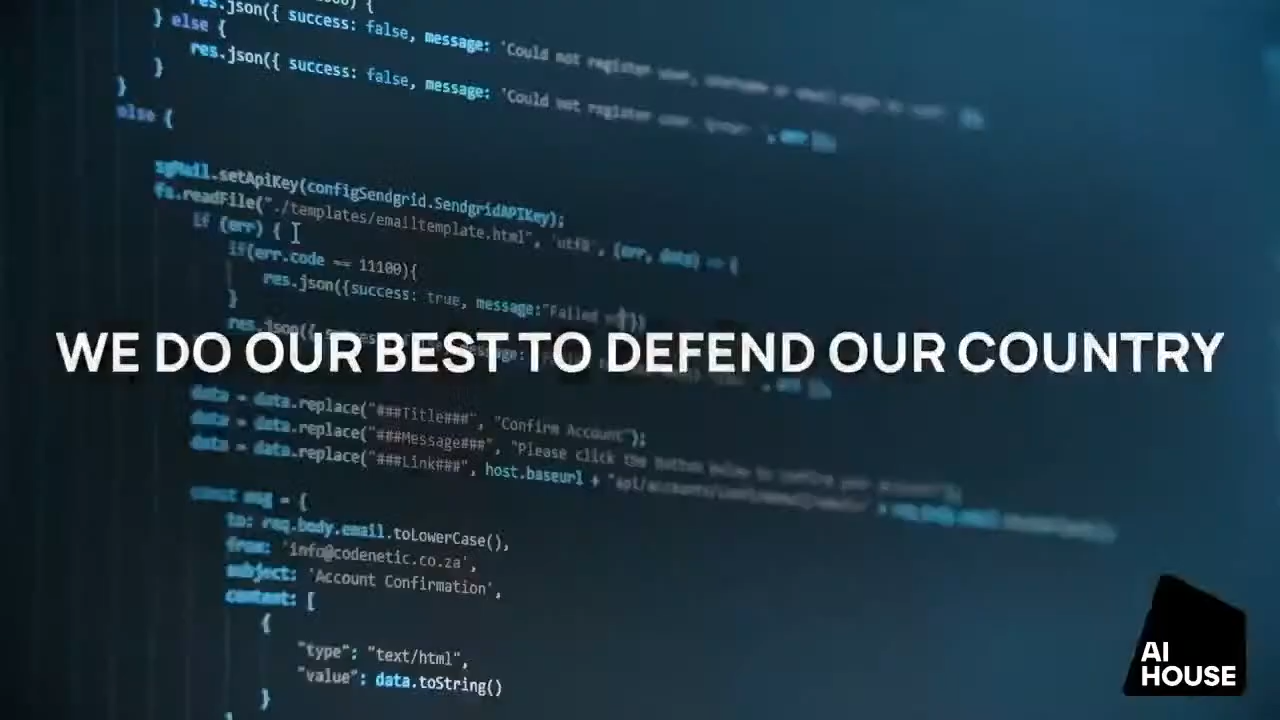 } else {
res.json({ success: false, message: 'Could not register user,
}
res.json({ success: false, message: 'Could not register user.
}
else {
sgMail.setApiKey(configSendgrid.SendgridAPIKey);
fs.readFile("./templates/emailtemplate.html", 'utf8', (err, data) => {
if (err) {
if(err.code == 11100){
res.json({success: true, message:"Failed
}
res.json({
WE DO OUR BEST TO DEFEND OUR COUNTRY
data = data.replace("###Title###", "Confirm Account");
data = data.replace("###Message###", "Please click the button below to confirm your account");
data = data.replace("###Link###", host.baseurl +
const msg = {
to: req.body.email.toLowerCase(),
from: 'info@codenetic.co.za',
subject: 'Account Confirmation',
content: [
{
"type": "text/html",
"value": data.toString()
}
AI
HOUSE